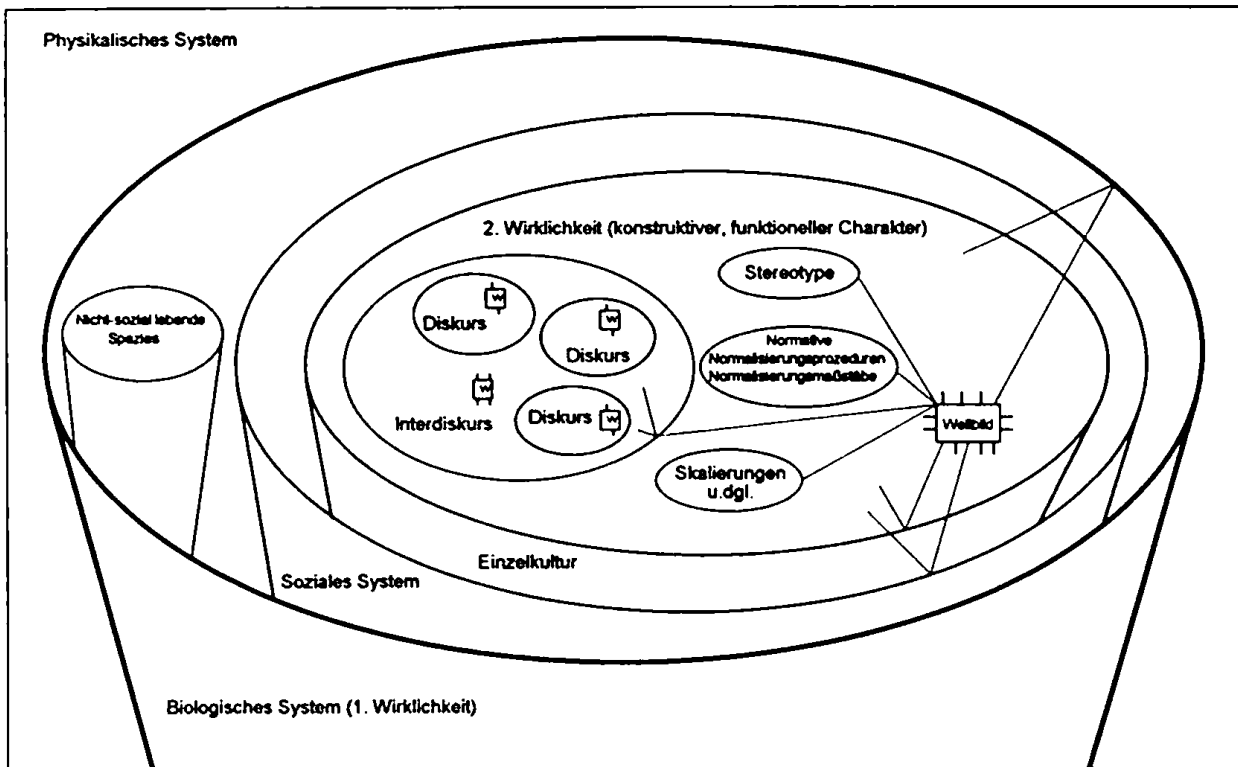 Physikalisches System
2. Wirklichkeit (konstruktiver, funktioneller Charakter)
Stereotype
Nicht-sozial lebende
Spezies
W
Diskurs
W
Diskurs
Normative
Normalisierungsprozeduren
Normalisierungsmaßstäbe
W
Interdiskurs
Diskurs
W
Weltbild
Skalierungen
u.dgl.
Einzelkultur
Soziales System
Biologisches System (1. Wirklichkeit)